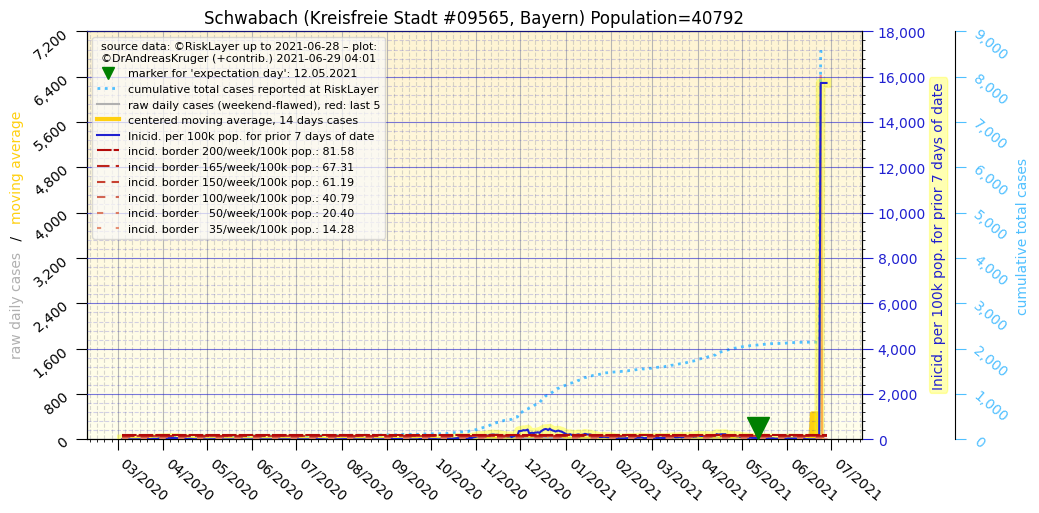 Schwabach (Kreisfreie Stadt #09565, Bayern) Population=40792
source data: ©RiskLayer up to 2021-06-28 – plot:
©DrAndreasKruger (+contrib.) 2021-06-29 04:01
marker for 'expectation day': 12.05.2021
cumulative total cases reported at RiskLayer
raw daily cases (weekend-flawed), red: last 5
centered moving average, 14 days cases
Inicid. per 100k pop. for prior 7 days of date
incid. border 200/week/100k pop.: 81.58
incid. border 165/week/100k pop.: 67.31
incid. border 150/week/100k pop.: 61.19
incid. border 100/week/100k pop.: 40.79
incid. border   50/week/100k pop.: 20.40
incid. border   35/week/100k pop.: 14.28
raw daily cases / moving average
7,200
6,400
5,600
4,800
4,000
3,200
2,400
1,600
800
0
18,000
16,000
14,000
12,000
10,000
8,000
6,000
4,000
2,000
0
Inicid. per 100k pop. for prior 7 days of date
9,000
8,000
7,000
6,000
5,000
4,000
3,000
2,000
1,000
0
cumulative total cases
03/2020
04/2020
05/2020
06/2020
07/2020
08/2020
09/2020
10/2020
11/2020
12/2020
01/2021
02/2021
03/2021
04/2021
05/2021
06/2021
07/2021